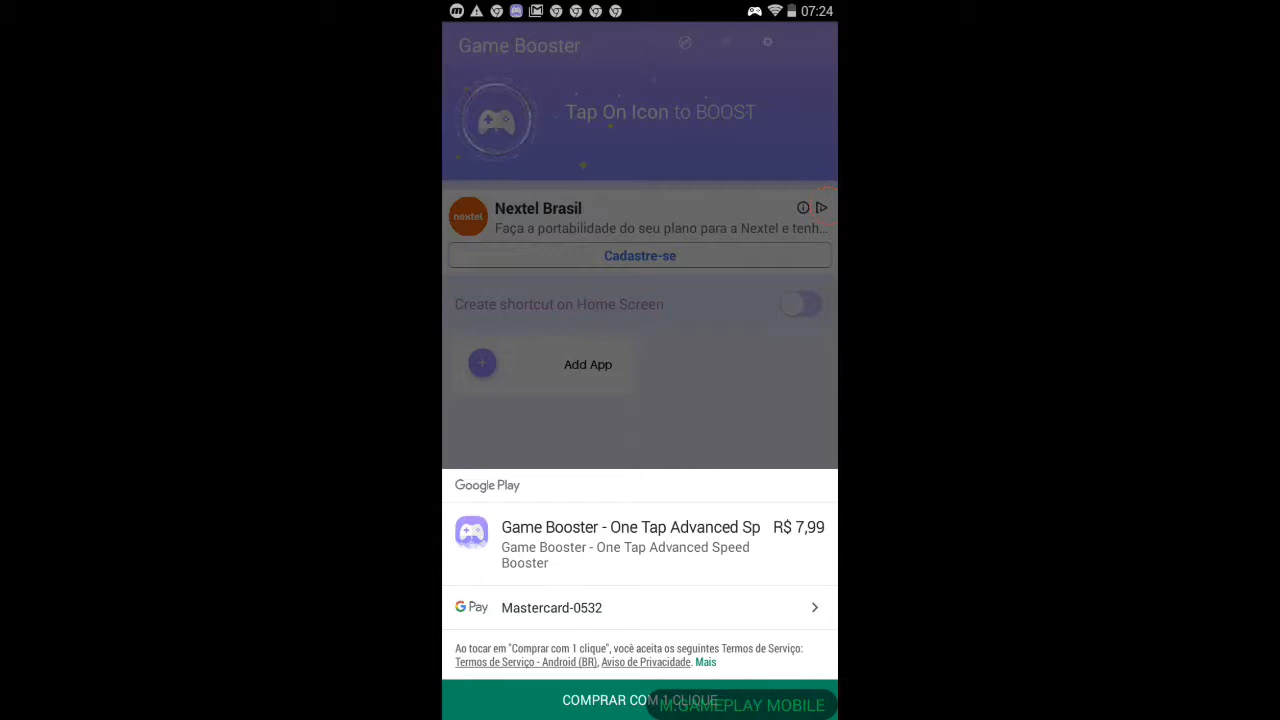 07:24
Game Booster
Tap On Icon to BOOST
nextel
Nextel Brasil
Faça a portabilidade do seu plano para a Nextel e tenh...
Cadastre-se
Create shortcut on Home Screen
Add App
Google Play
Game Booster - One Tap Advanced Sp R$ 7,99
Game Booster - One Tap Advanced Speed
Booster
G Pay Mastercard-0532
Ao tocar em "Comprar com 1 clique", você aceita os seguintes Termos de Serviço:
Termos de Serviço - Android (BR), Aviso de Privacidade. Mais
COMPRAR COM 1 CLIQUE
M.GAMEPLAY MOBILE